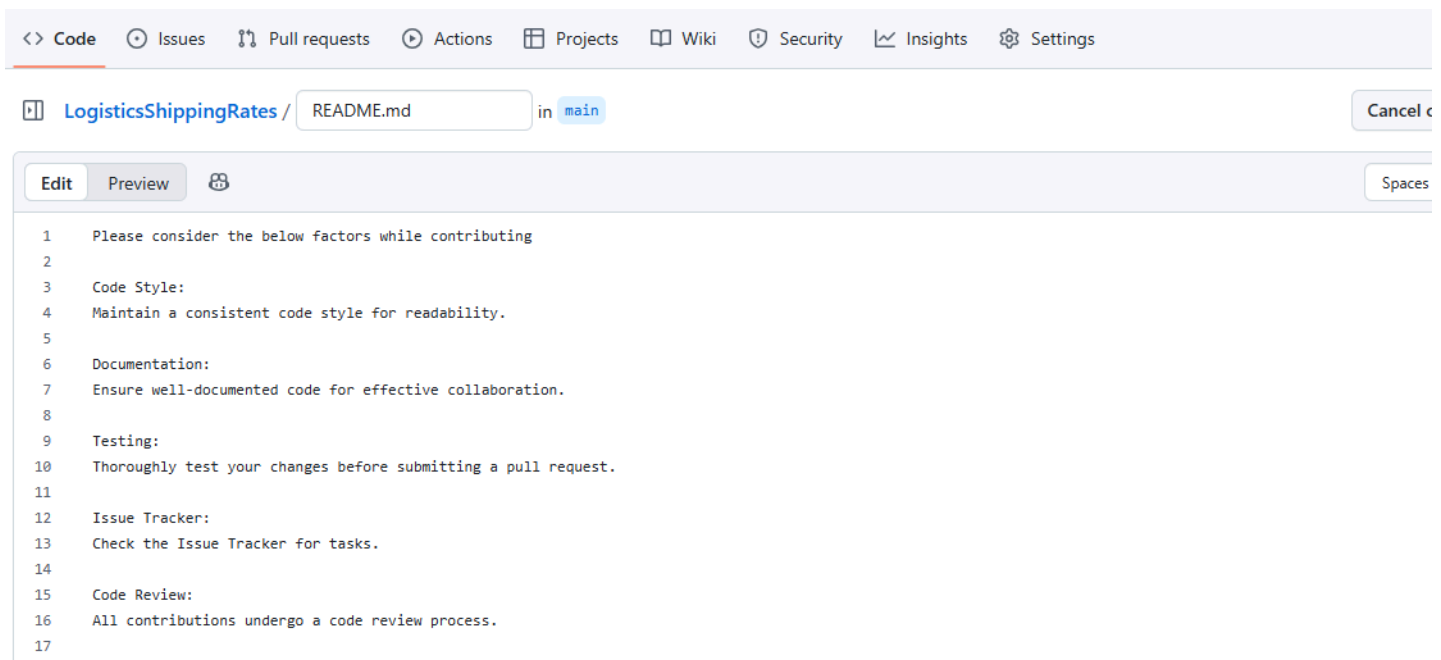 <> Code Issues Pull requests Actions Projects Wiki Security Insights Settings
LogisticsShippingRates / README.md in main Cancel
Edit Preview Spaces
1 Please consider the below factors while contributing
2
3 Code Style:
4 Maintain a consistent code style for readability.
5
6 Documentation:
7 Ensure well-documented code for effective collaboration.
8
9 Testing:
10 Thoroughly test your changes before submitting a pull request.
11
12 Issue Tracker:
13 Check the Issue Tracker for tasks.
14
15 Code Review:
16 All contributions undergo a code review process.
17